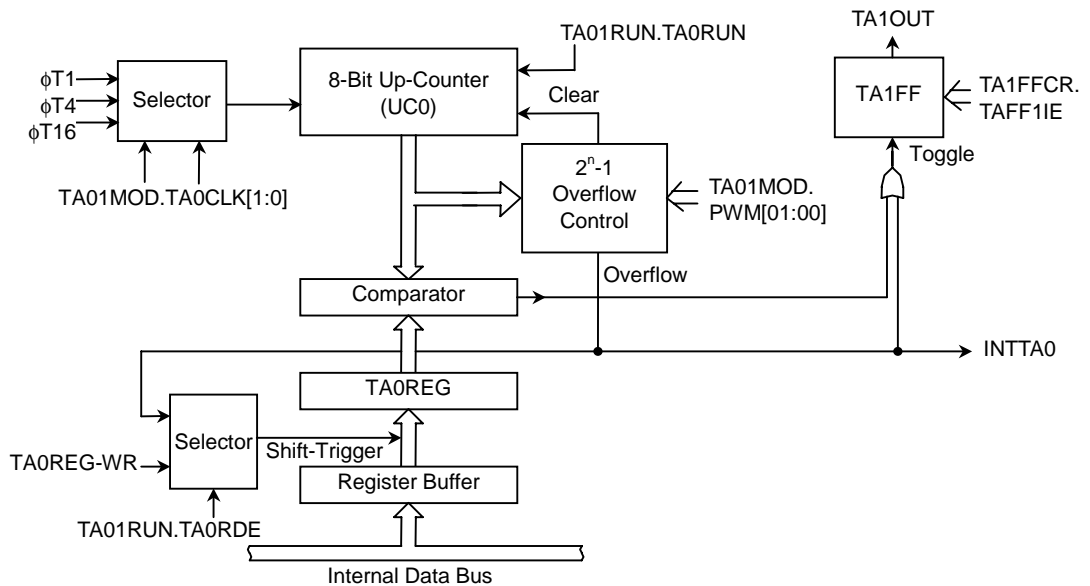 TA1OUT
TA01RUN.TA0RUN
8-Bit Up-Counter
(UC0)
ϕT1
ϕT4
ϕT16
Selector
Clear
TA1FF
TA1FFCR.
TAFF1IE
Toggle
TA01MOD.TA0CLK[1:0]
2ⁿ-1
Overflow
Control
TA01MOD.
PWM[01:00]
Overflow
Comparator
INTTA0
TA0REG
Selector
Shift-Trigger
TA0REG-WR
Register Buffer
TA01RUN.TA0RDE
Internal Data Bus